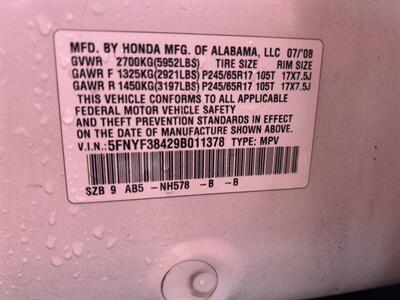 MFD. BY HONDA MFG. OF ALABAMA, LLC 07/'08
GVWR 2700KG(5952LBS) TIRE SIZE RIM SIZE
GAWR F 1325KG(2921LBS) P245/65R17 105T 17X7.5J
GAWR R 1450KG(3197LBS) P245/65R17 105T 17X7.5J
THIS VEHICLE CONFORMS TO ALL APPLICABLE
FEDERAL MOTOR VEHICLE SAFETY
AND THEFT PREVENTION STANDARDS IN EFFECT
ON THE DATE OF MANUFACTURE SHOWN ABOVE.
V.I.N.: 5FNYF38429B011378 TYPE: MPV
SZB 9 AB5 -NH578 -B -B